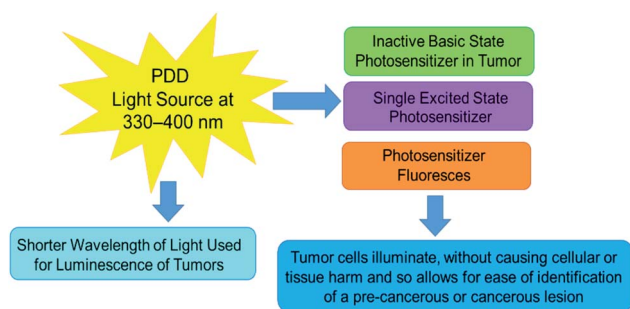 PDD
Light Source at
330–400 nm
Inactive Basic State
Photosensitizer in Tumor
Single Excited State
Photosensitizer
Photosensitizer
Fluoresces
Shorter Wavelength of Light Used
for Luminescence of Tumors
Tumor cells illuminate, without causing cellular or
tissue harm and so allows for ease of identification
of a pre-cancerous or cancerous lesion